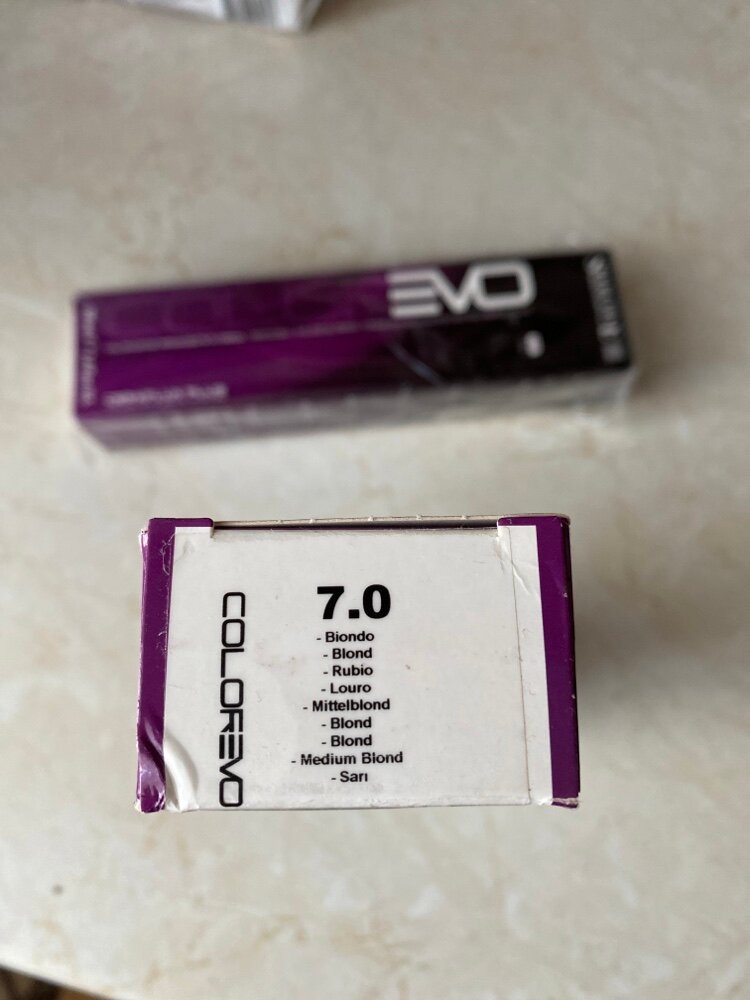 EVO
COLOREVO
7.0
- Biondo
- Blond
- Rubio
- Louro
- Mittelblond
- Blond
- Blond
- Medium Blond
- Sarı